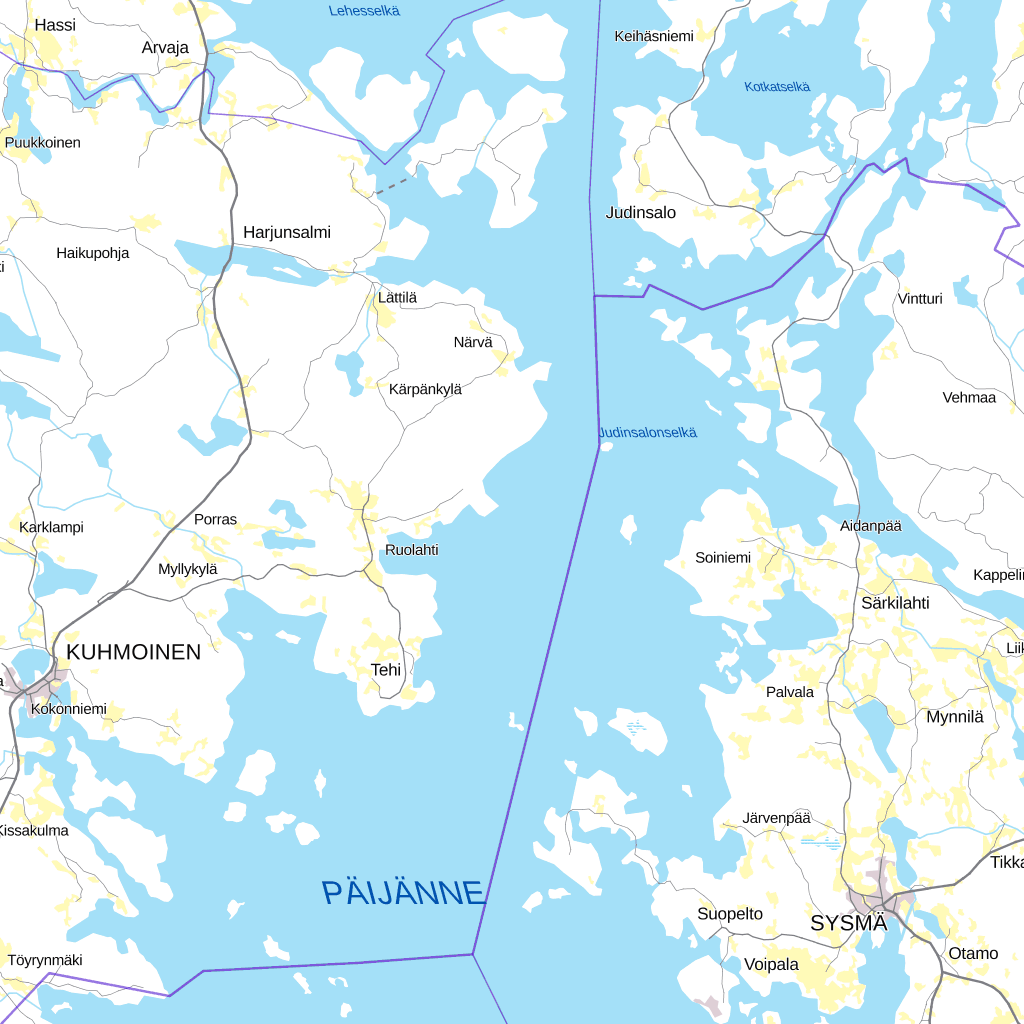 Lehesselkä
Hassi
Keihäsniemi
Arvaja
Kotkatselkä
Puukkoinen
Judinsalo
Harjunsalmi
Haikupohja
Lättilä
Vintturi
Närvä
Kärpänkylä
Vehmaa
Judinsalonselkä
Porras
Karklampi
Aidanpää
Ruolahti
Soiniemi
Myllykylä
Särkilahti
KUHMOINEN
Tehi
Palvala
Kokonniemi
Mynnilä
Järvenpää
PÄIJÄNNE
Suopelto
SYSMÄ
Otamo
Töyrynmäki
Voipala